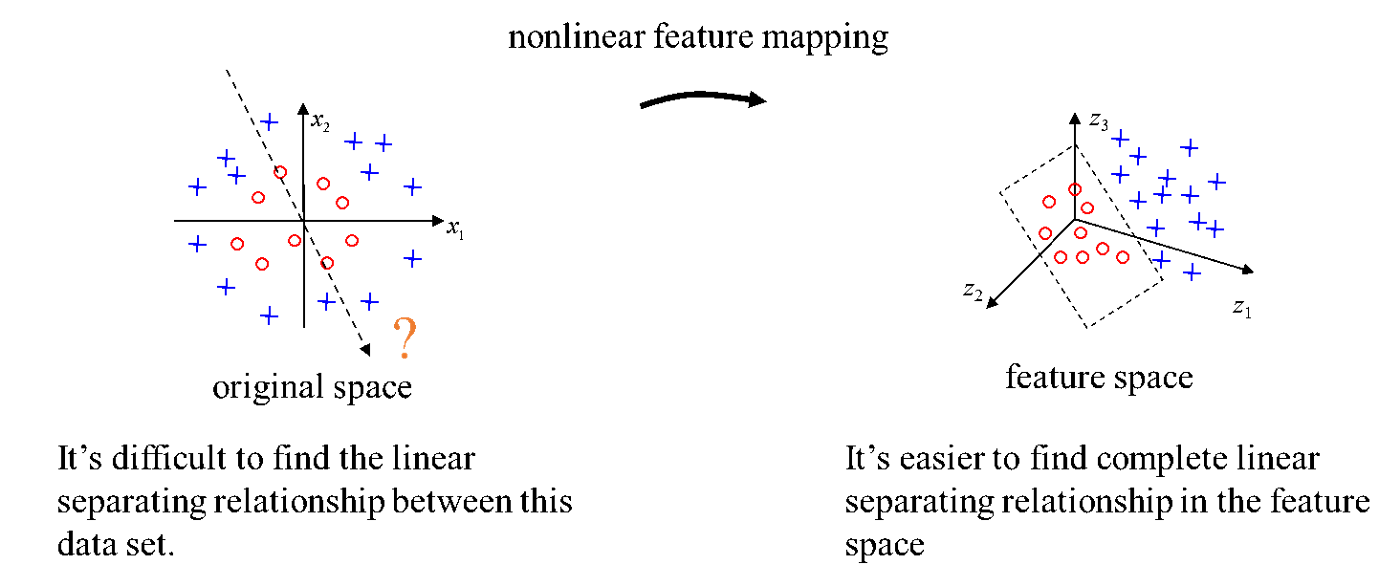 nonlinear feature mapping
x₂
x₁
?
original space
It's difficult to find the linear
separating relationship between this
data set.
z₃
z₂
z₁
feature space
It's easier to find complete linear
separating relationship in the feature
space